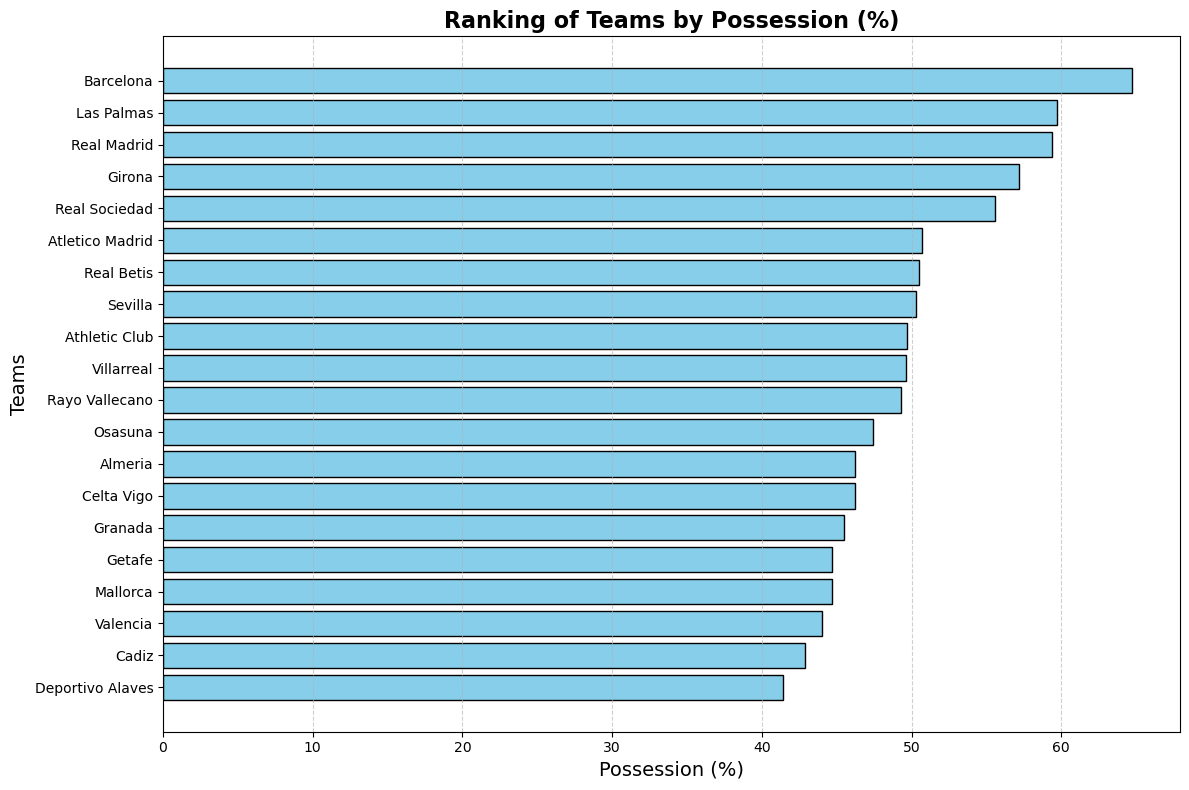 Ranking of Teams by Possession (%)
Barcelona
Las Palmas
Real Madrid
Girona
Real Sociedad
Atletico Madrid
Real Betis
Sevilla
Athletic Club
Villarreal
Rayo Vallecano
Osasuna
Almeria
Celta Vigo
Granada
Getafe
Mallorca
Valencia
Cadiz
Deportivo Alaves
Teams
0 10 20 30 40 50 60
Possession (%)